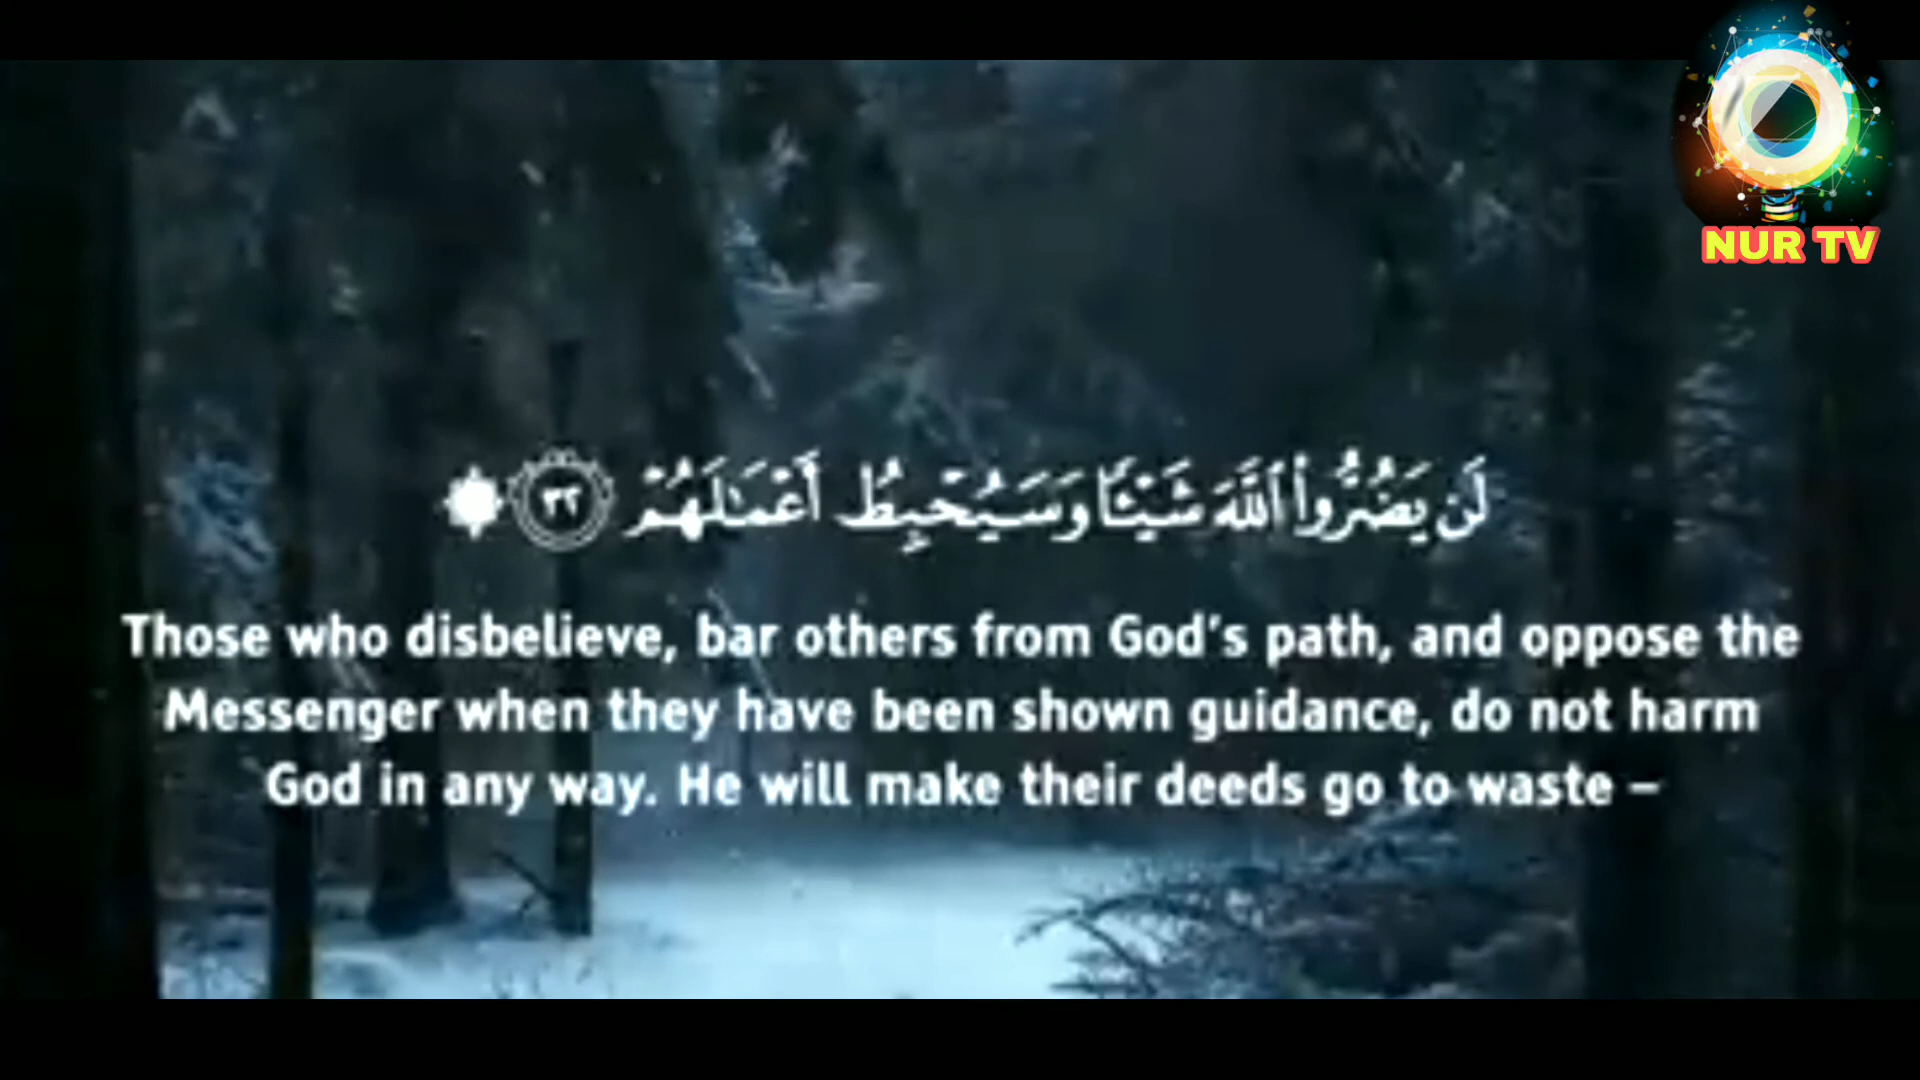 NUR TV
لَن يَضُرُّوا۟ ٱللَّهَ شَيْـًٔا وَسَيُحْبِطُ أَعْمَـٰلَهُمْ ٣٢ ۞
Those who disbelieve, bar others from God's path, and oppose the
Messenger when they have been shown guidance, do not harm
God in any way. He will make their deeds go to waste –